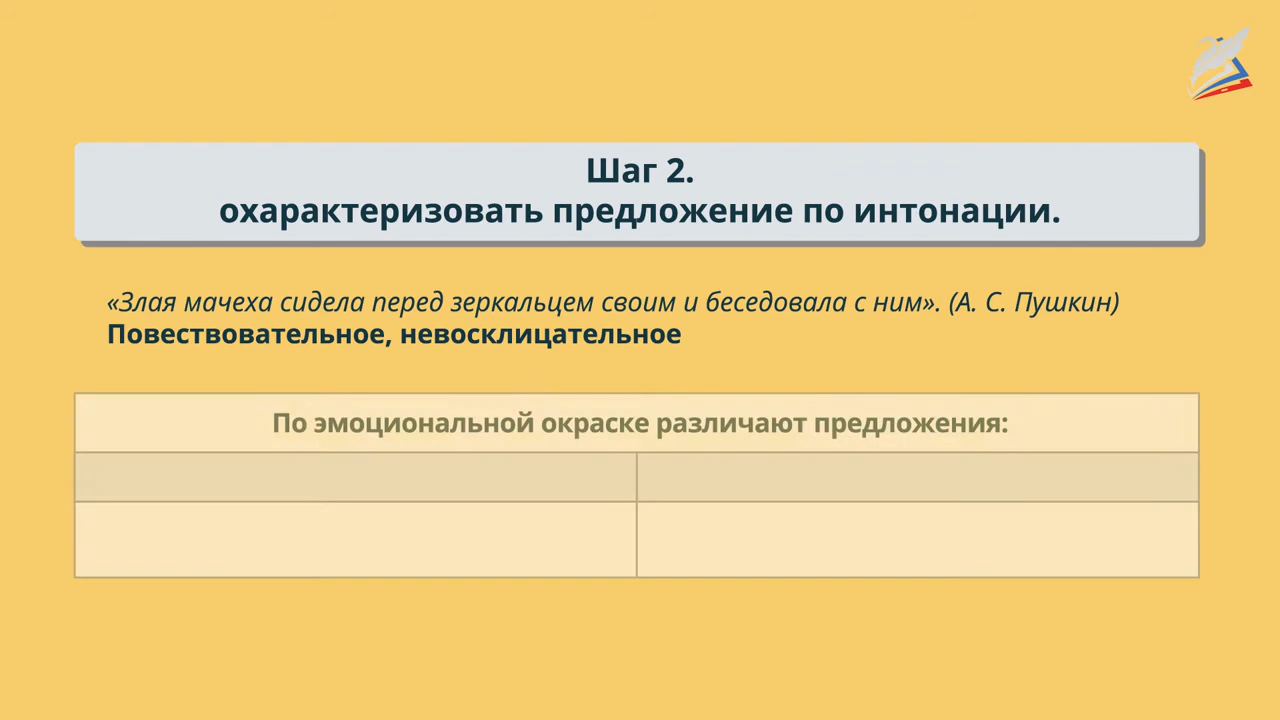 Шаг 2.
охарактеризовать предложение по интонации.
«Злая мачеха сидела перед зеркальцем своим и беседовала с ним». (А. С. Пушкин)
Повествовательное, невосклицательное
По эмоциональной окраске различают предложения: